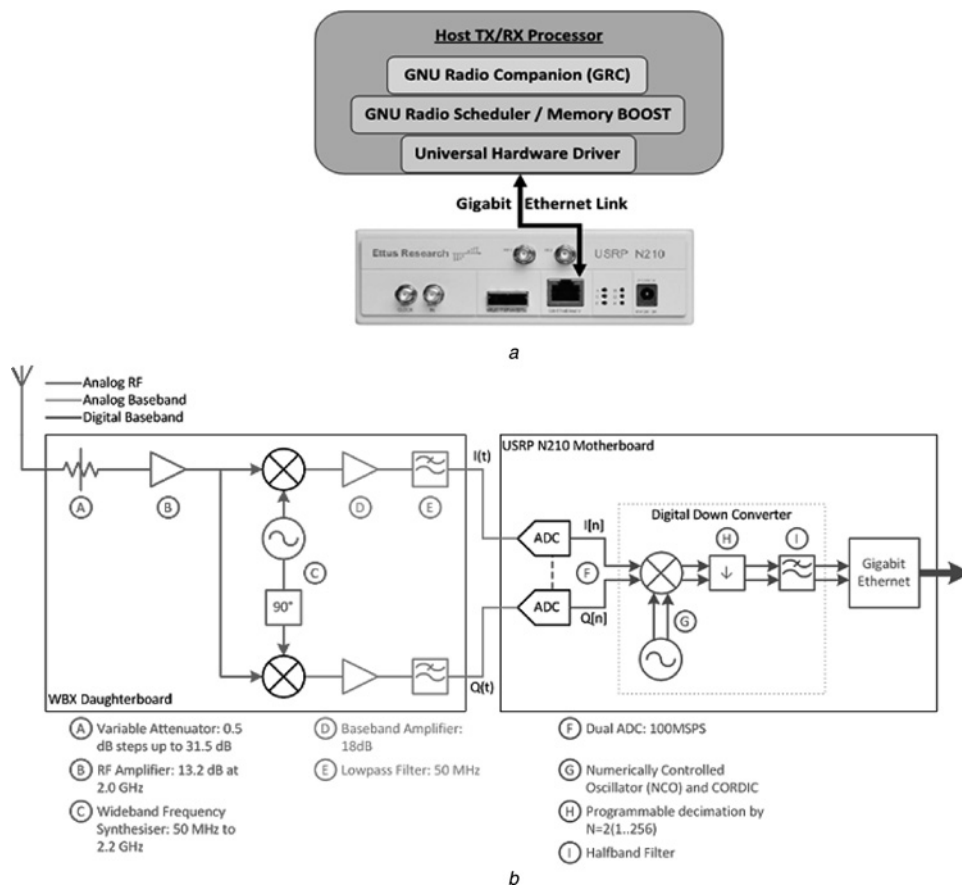 Host TX/RX Processor
GNU Radio Companion (GRC)
GNU Radio Scheduler / Memory BOOST
Universal Hardware Driver
Gigabit Ethernet Link
Ettus Research
USRP N210
a
Analog RF
Analog Baseband
Digital Baseband
USRP N210 Motherboard
I(t)
A
B
D
E
C
90°
Q(t)
WBX Daughterboard
Digital Down Converter
ADC
I[n]
F
ADC
Q[n]
H
I
G
Gigabit
Ethernet
A Variable Attenuator: 0.5
dB steps up to 31.5 dB
B RF Amplifier: 13.2 dB at
2.0 GHz
C Wideband Frequency
Synthesiser: 50 MHz to
2.2 GHz
D Baseband Amplifier:
18dB
E Lowpass Filter: 50 MHz
F Dual ADC: 100MSPS
G Numerically Controlled
Oscillator (NCO) and CORDIC
H Programmable decimation by
N=2(1..256)
I Halfband Filter
b